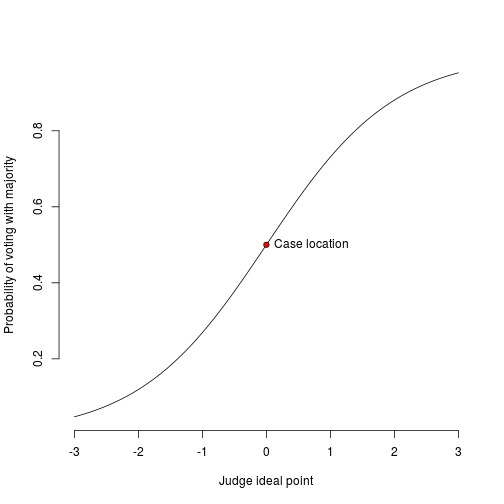 Probability of voting with majority
0.8
0.6
0.4
0.2
Case location
-3 -2 -1 0 1 2 3
Judge ideal point